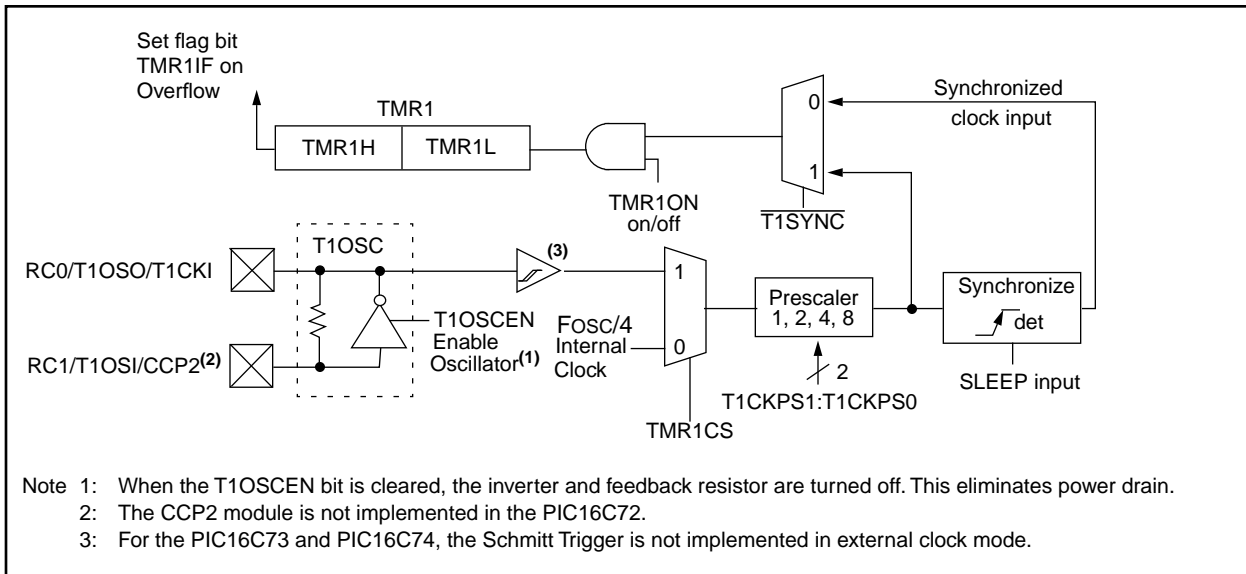 Set flag bit
TMR1IF on
Overflow
TMR1
TMR1H
TMR1L
TMR1ON
on/off
0
1
T1SYNC
Synchronized
clock input
RC0/T1OSO/T1CKI
RC1/T1OSI/CCP2(2)
T1OSC
T1OSCEN
Enable
Oscillator(1)
(3)
FOSC/4
Internal
Clock
1
0
TMR1CS
Prescaler
1, 2, 4, 8
2
T1CKPS1:T1CKPS0
Synchronize
det
SLEEP input
Note 1: When the T1OSCEN bit is cleared, the inverter and feedback resistor are turned off. This eliminates power drain.
2: The CCP2 module is not implemented in the PIC16C72.
3: For the PIC16C73 and PIC16C74, the Schmitt Trigger is not implemented in external clock mode.